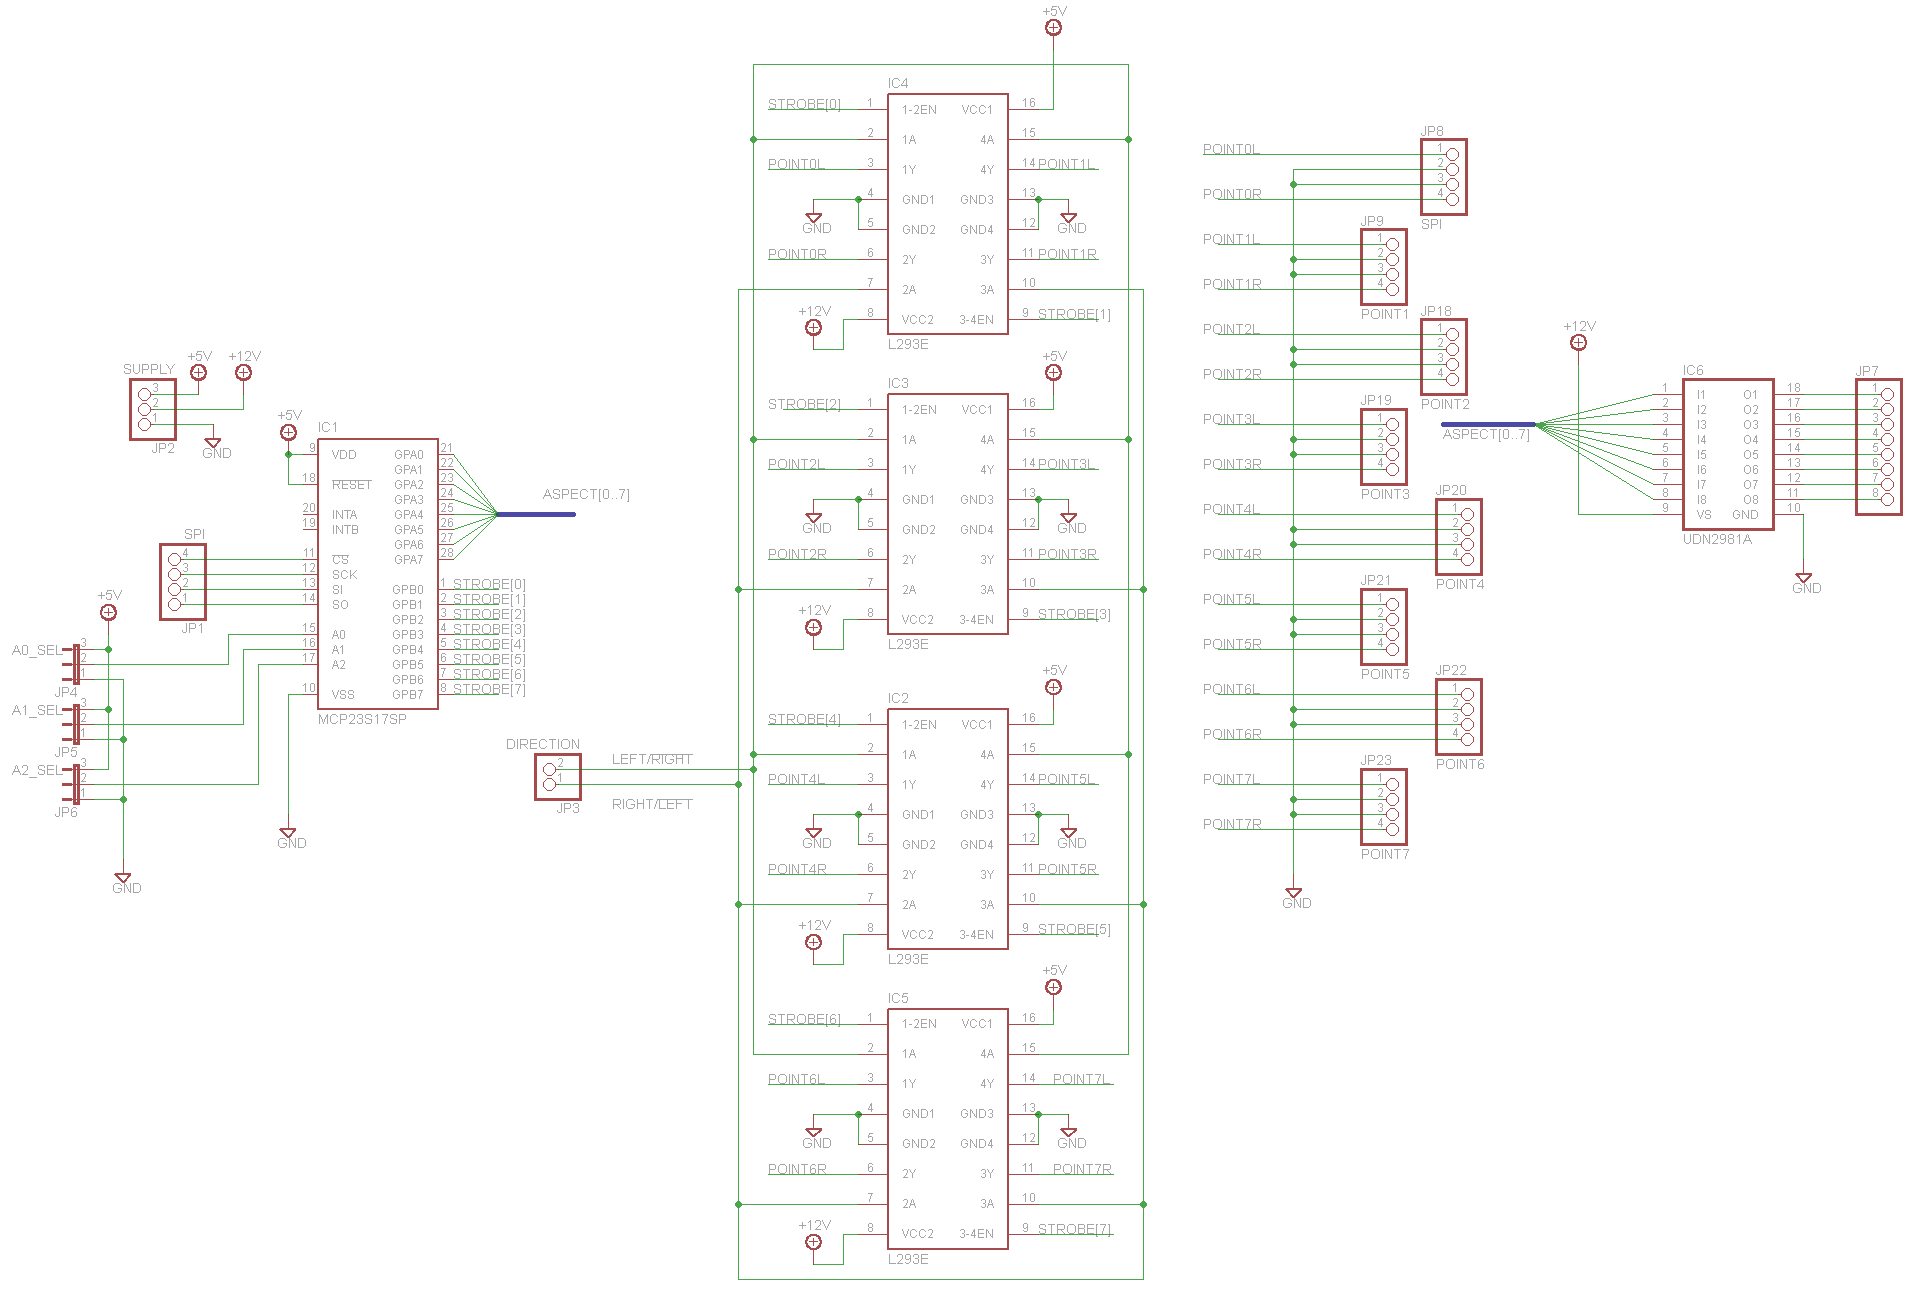 SUPPLY
+5V
+12V
3
2
1
JP2
GND
SPI
4
3
2
1
JP1
+5V
A0_SEL
3
2
1
JP4
A1_SEL
3
2
1
JP5
A2_SEL
3
2
1
JP6
GND
+5V
IC1
9 VDD GPA0 21
GPA1 22
18 RESET GPA2 23
GPA3 24
20 INTA GPA4 25
19 INTB GPA5 26
GPA6 27
11 CS GPA7 28
12 SCK
13 SI GPB0 1 STROBE[0]
14 SO GPB1 2 STROBE[1]
GPB2 3 STROBE[2]
15 A0 GPB3 4 STROBE[3]
16 A1 GPB4 5 STROBE[4]
17 A2 GPB5 6 STROBE[5]
GPB6 7 STROBE[6]
10 VSS GPB7 8 STROBE[7]
MCP23S17SP
GND
ASPECT[0..7]
DIRECTION
2
1
JP3
LEFT/RIGHT
RIGHT/LEFT
+5V
IC4
STROBE[0] 1 1-2EN VCC1 16
2 1A 4A 15
POINT0L 3 1Y 4Y 14 POINT1L
4 GND1 GND3 13
GND GND
5 GND2 GND4 12
POINT0R 6 2Y 3Y 11 POINT1R
7 2A 3A 10
+12V 8 VCC2 3-4EN 9 STROBE[1]
L293E
+5V
IC3
STROBE[2] 1 1-2EN VCC1 16
2 1A 4A 15
POINT2L 3 1Y 4Y 14 POINT3L
4 GND1 GND3 13
GND GND
5 GND2 GND4 12
POINT2R 6 2Y 3Y 11 POINT3R
7 2A 3A 10
+12V 8 VCC2 3-4EN 9 STROBE[3]
L293E
+5V
IC2
STROBE[4] 1 1-2EN VCC1 16
2 1A 4A 15
POINT4L 3 1Y 4Y 14 POINT5L
4 GND1 GND3 13
GND GND
5 GND2 GND4 12
POINT4R 6 2Y 3Y 11 POINT5R
7 2A 3A 10
+12V 8 VCC2 3-4EN 9 STROBE[5]
L293E
+5V
IC5
STROBE[6] 1 1-2EN VCC1 16
2 1A 4A 15
POINT6L 3 1Y 4Y 14 POINT7L
4 GND1 GND3 13
GND GND
5 GND2 GND4 12
POINT6R 6 2Y 3Y 11 POINT7R
7 2A 3A 10
+12V 8 VCC2 3-4EN 9 STROBE[7]
L293E
JP8
POINT0L 1
2
3
POINT0R 4
SPI
JP9
POINT1L 1
2
3
POINT1R 4
POINT1
JP18
POINT2L 1
2
3
POINT2R 4
POINT2
JP19
POINT3L 1
2
3
POINT3R 4
POINT3
JP20
POINT4L 1
2
3
POINT4R 4
POINT4
JP21
POINT5L 1
2
3
POINT5R 4
POINT5
JP22
POINT6L 1
2
3
POINT6R 4
POINT6
JP23
POINT7L 1
2
3
POINT7R 4
POINT7
GND
+12V
ASPECT[0..7]
IC6
JP7
1 I1 O1 18 1
2 I2 O2 17 2
3 I3 O3 16 3
4 I4 O4 15 4
5 I5 O5 14 5
6 I6 O6 13 6
7 I7 O7 12 7
8 I8 O8 11 8
9 VS GND 10
UDN2981A
GND